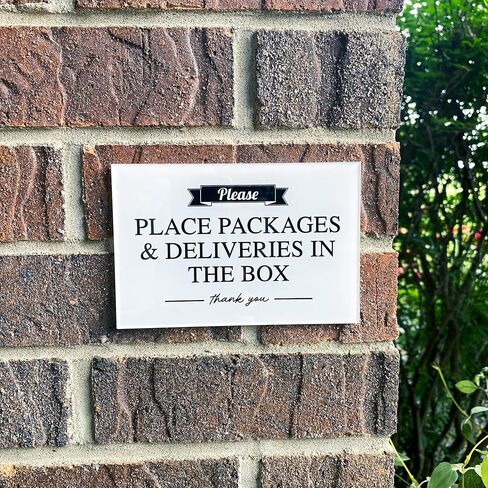 Please
PLACE PACKAGES
& DELIVERIES IN
THE BOX
thank you